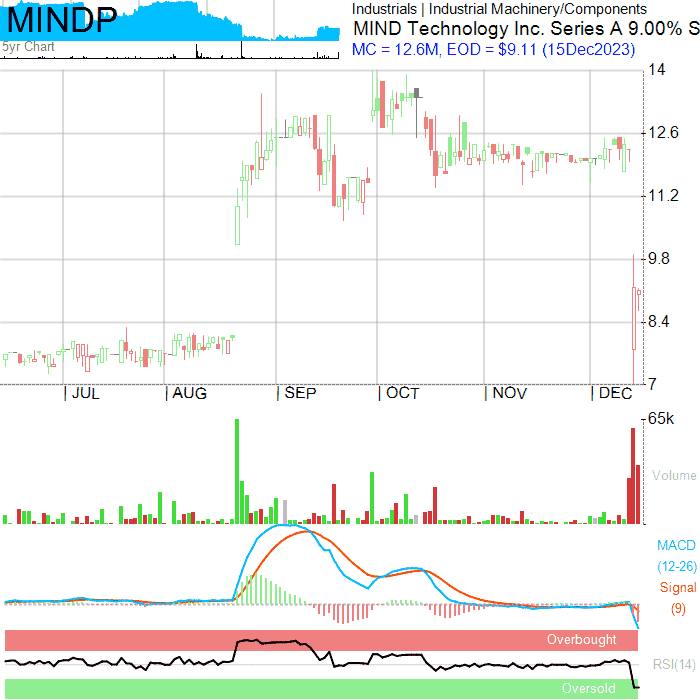 MINDP
5yr Chart
Industrials | Industrial Machinery/Components
MIND Technology Inc. Series A 9.00% S
MC = 12.6M, EOD = $9.11 (15Dec2023)
14
12.6
11.2
9.8
8.4
7
| JUL | AUG | SEP | OCT | NOV | DEC
65k
Volume
MACD
(12-26)
Signal
(9)
Overbought
RSI(14)
Oversold